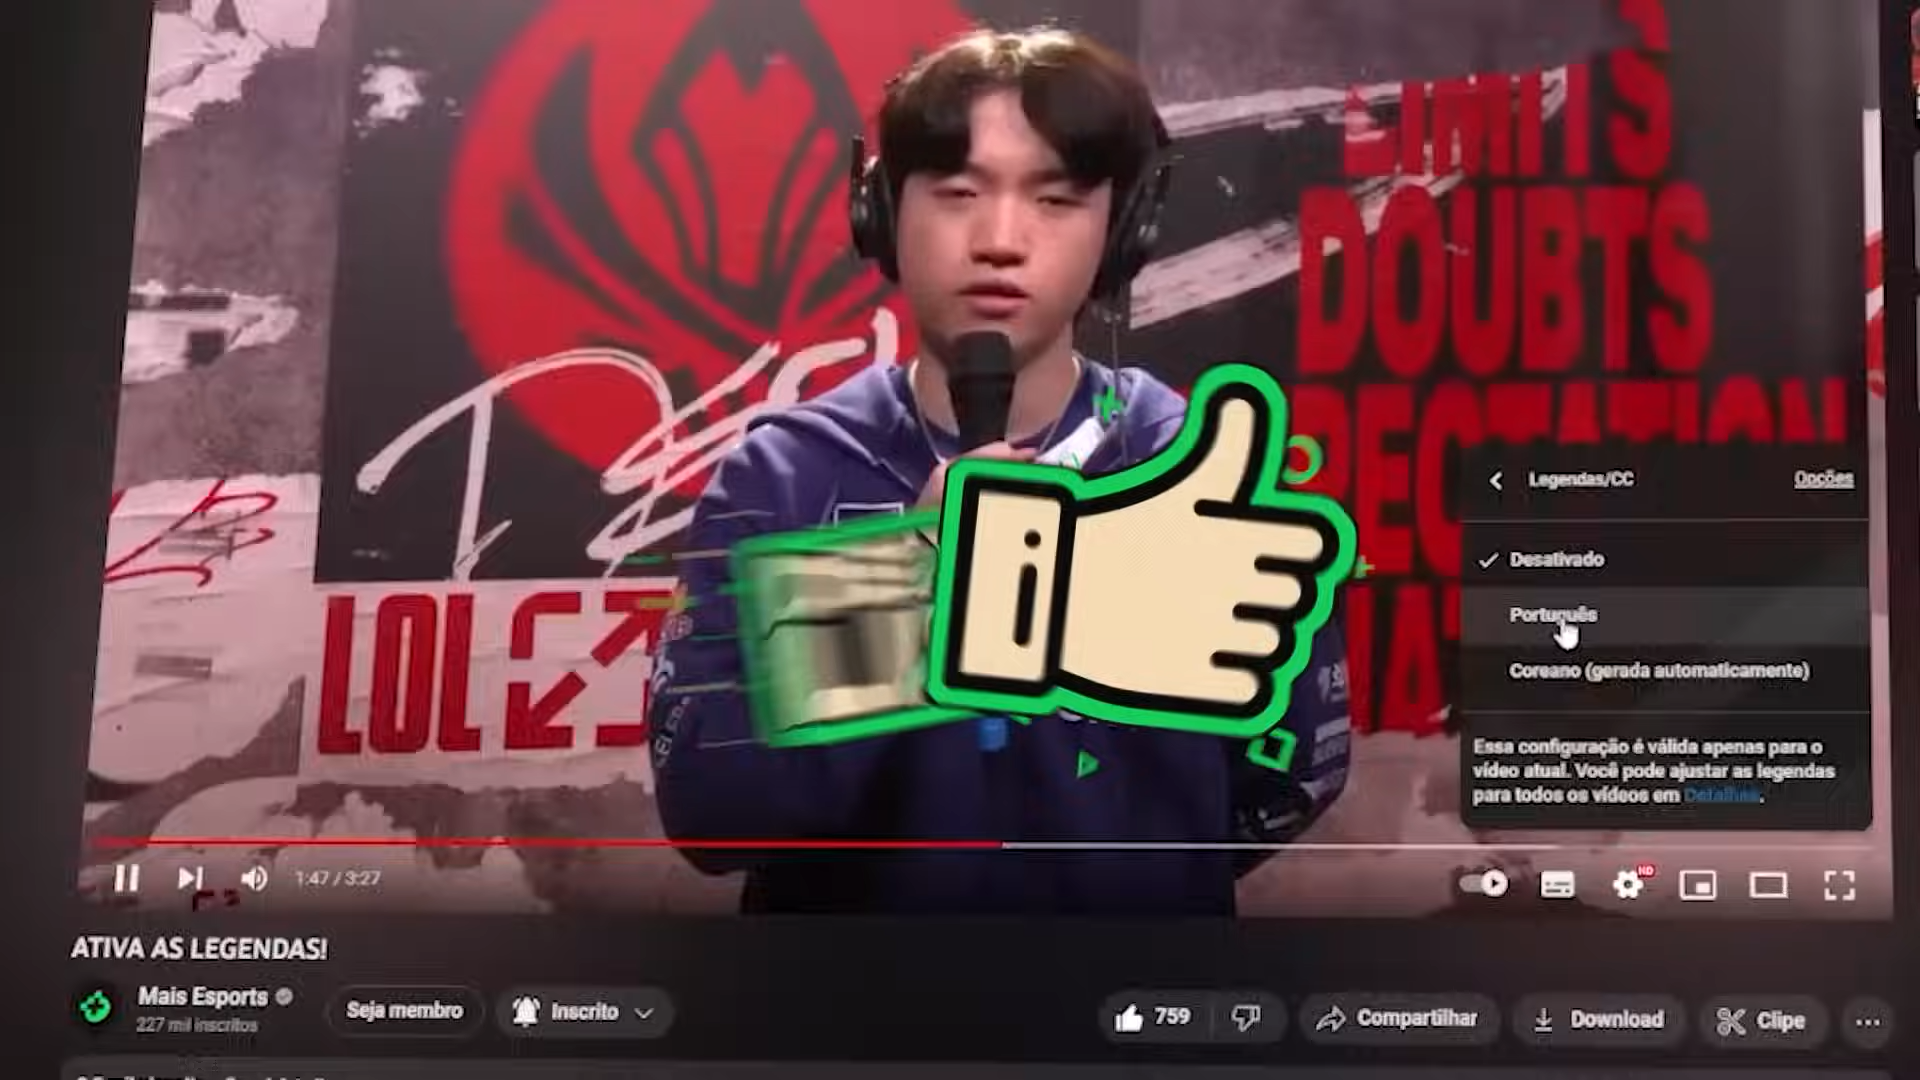 LIMITS
DOUBTS
LOL
Legendas/CC
Opções
Desativado
Português
Coreano (gerada automaticamente)
Essa configuração é válida apenas para o
vídeo atual. Você pode ajustar as legendas
para todos os vídeos em Detalhes.
1:47 / 3:27
HD
ATIVA AS LEGENDAS!
Mais Esports
227 mil inscritos
Seja membro
Inscrito
759
Compartilhar
Download
Clipe